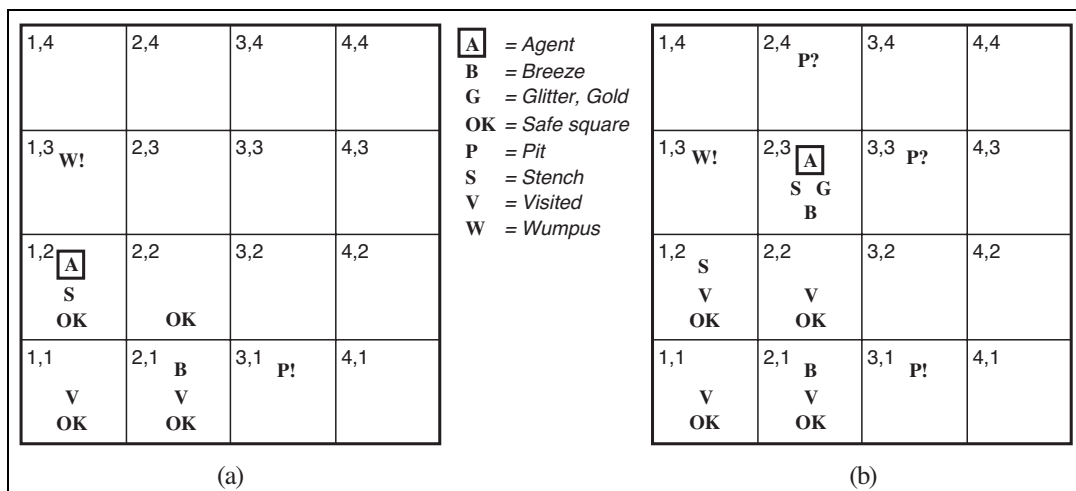 1,4 2,4 3,4 4,4
1,3 W! 2,3 3,3 4,3
1,2 A 2,2 3,2 4,2
S
OK OK
1,1 2,1 B 3,1 P! 4,1
V V
OK OK
(a)
A = Agent
B = Breeze
G = Glitter, Gold
OK = Safe square
P = Pit
S = Stench
V = Visited
W = Wumpus
1,4 2,4 P? 3,4 4,4
1,3 W! 2,3 A 3,3 P? 4,3
S G
B
1,2 S 2,2 3,2 4,2
V V
OK OK
1,1 2,1 B 3,1 P! 4,1
V V
OK OK
(b)